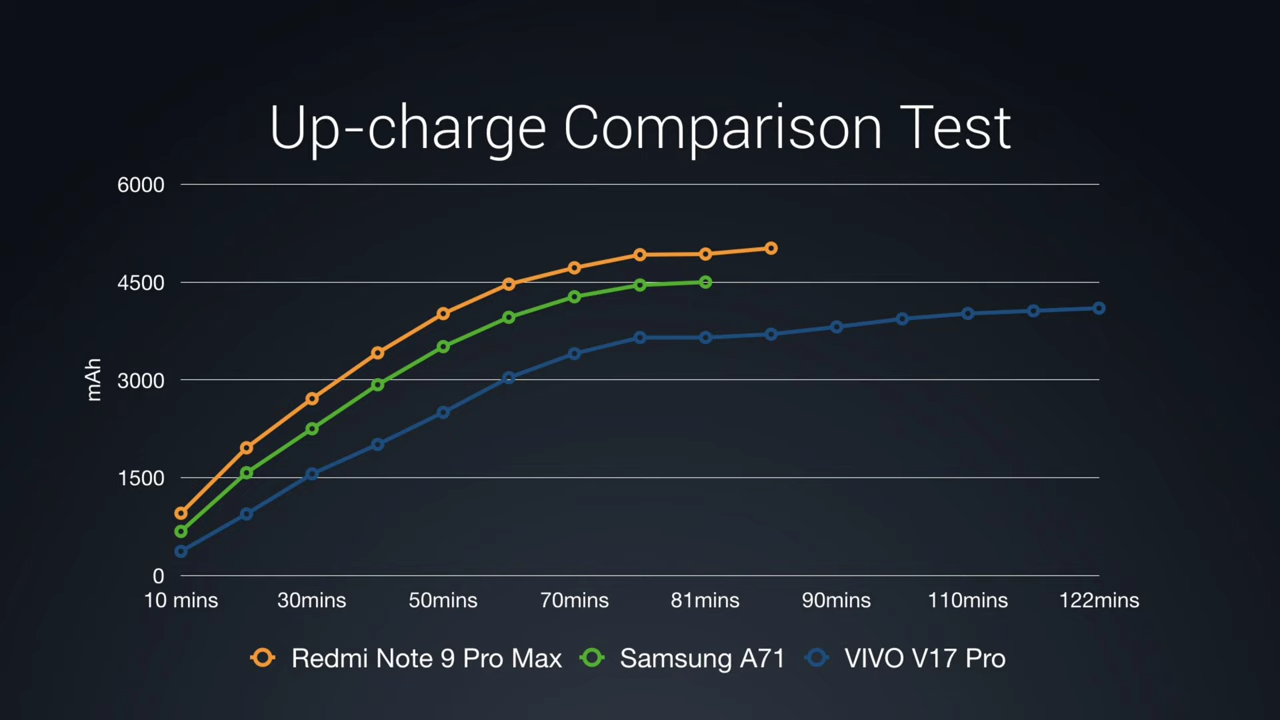 Up-charge Comparison Test
6000
4500
3000
1500
0
mAh
10 mins 30mins 50mins 70mins 81mins 90mins 110mins 122mins
Redmi Note 9 Pro Max Samsung A71 VIVO V17 Pro